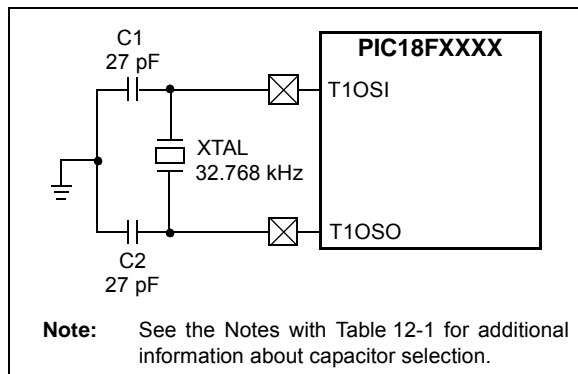 C1
27 pF
PIC18FXXXX
T1OSI
XTAL
32.768 kHz
T1OSO
C2
27 pF
Note: See the Notes with Table 12-1 for additional
information about capacitor selection.